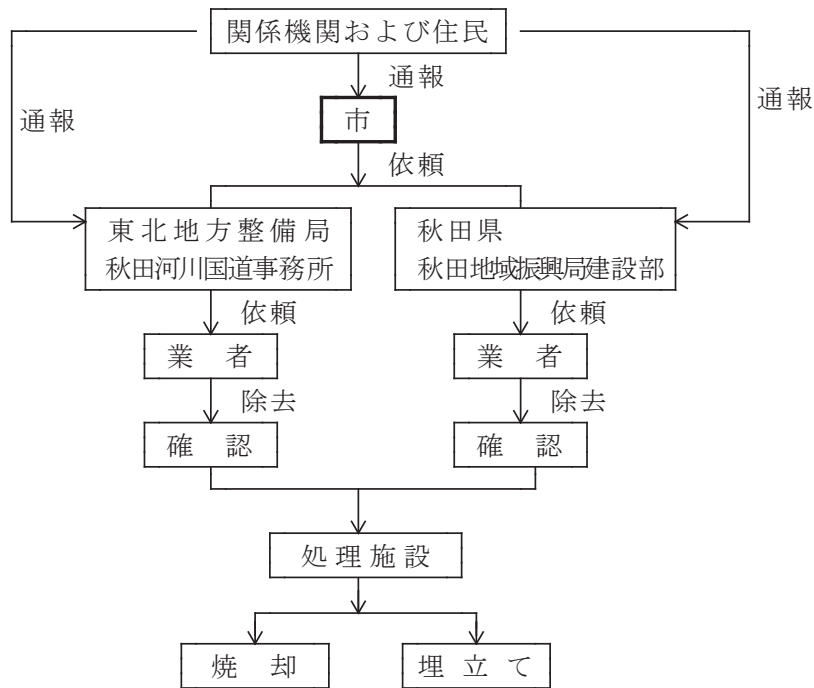 関係機関および住民
通報
通報
通報
市
依頼
東北地方整備局
秋田河川国道事務所
秋田県
秋田地域振興局建設部
依頼
依頼
業者
業者
除去
除去
確認
確認
処理施設
焼却
埋立て